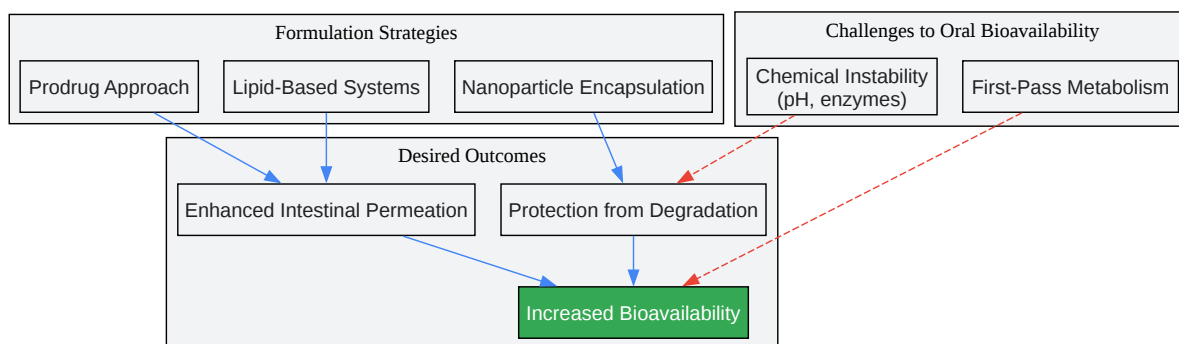 Formulation Strategies
Prodrug Approach
Lipid-Based Systems
Nanoparticle Encapsulation
Challenges to Oral Bioavailability
Chemical Instability
(pH, enzymes)
First-Pass Metabolism
Desired Outcomes
Enhanced Intestinal Permeation
Protection from Degradation
Increased Bioavailability